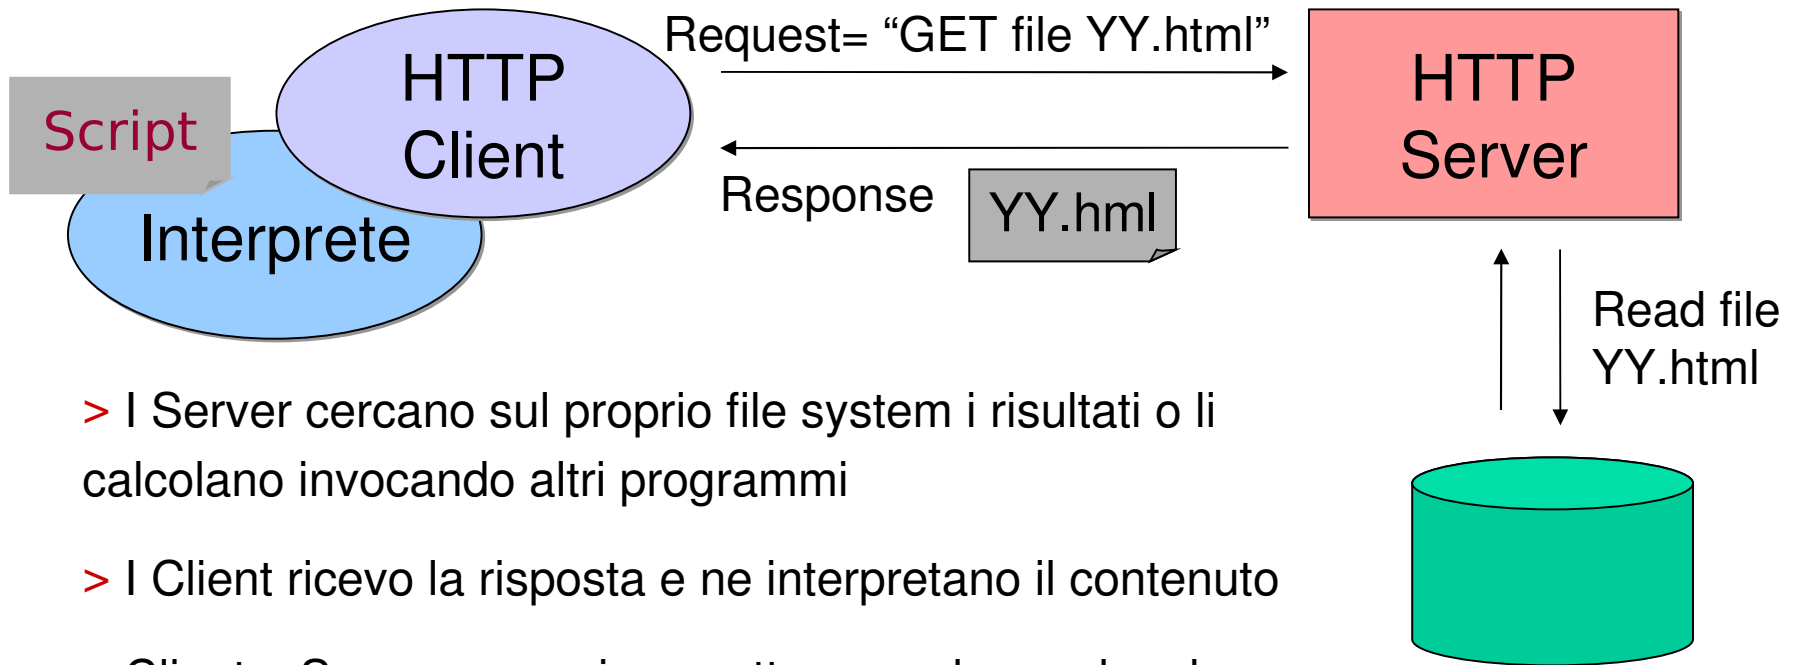 Request= “GET file YY.html”
HTTP
Client
Script
Interprete
HTTP
Server
Response
YY.hml
Read file
YY.html
> I Server cercano sul proprio file system i risultati o li
calcolano invocando altri programmi
> I Client ricevo la risposta e ne interpretano il contenuto